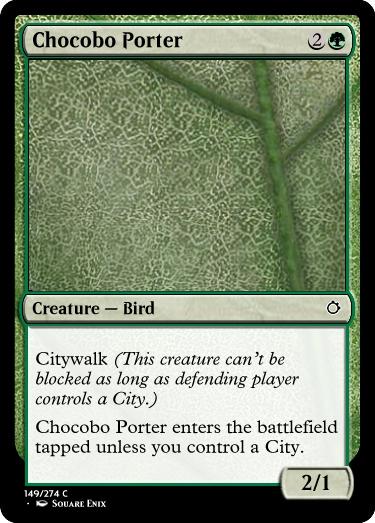 Chocobo Porter 2
Creature — Bird
Citywalk (This creature can't be
blocked as long as defending player
controls a City.)
Chocobo Porter enters the battlefield
tapped unless you control a City.
2/1
149/274 C
· Square Enix